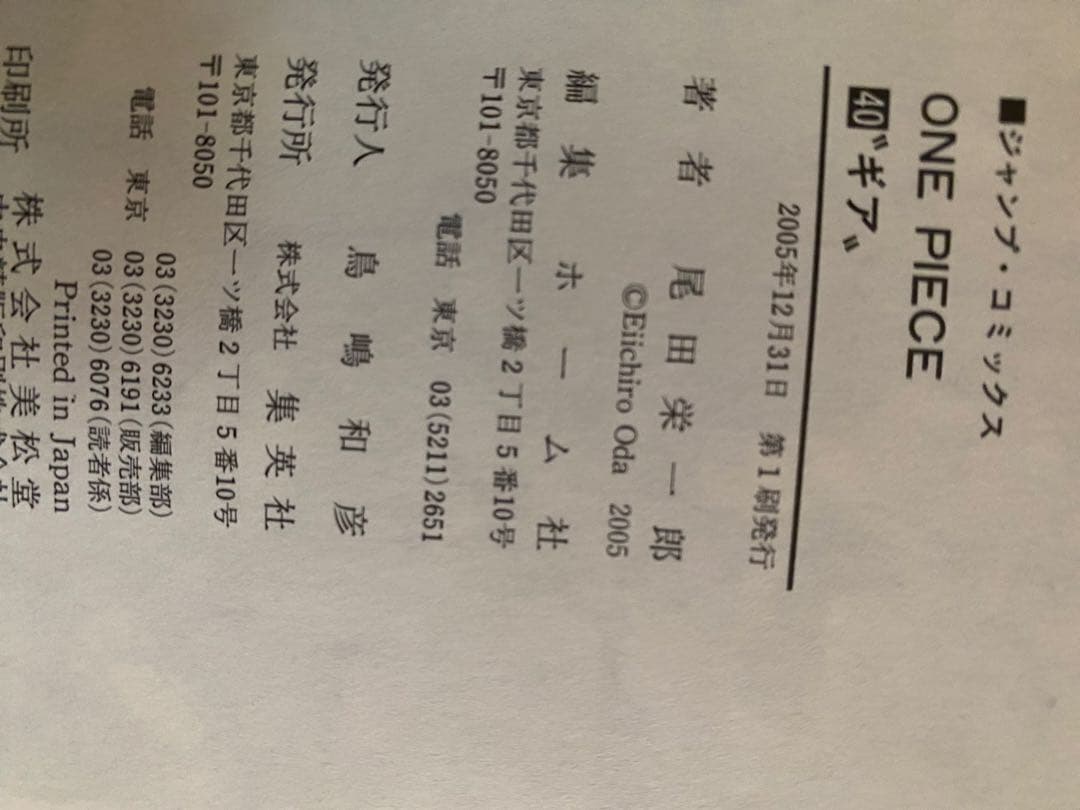 ■ジャンプ・コミックス
ONE PIECE
40〝ギア〟
2005年12月31日 第1刷発行
著者 尾田栄一郎
©Eiichiro Oda 2005
編集 ホーム社
東京都千代田区一ツ橋2丁目5番10号
〒101-8050
電話 東京 03(5211)2651
発行人 鳥嶋和彦
発行所 株式会社 集英社
東京都千代田区一ツ橋2丁目5番10号
〒101-8050
03(3230)6233(編集部)
電話 東京 03(3230)6191(販売部)
03(3230)6076(読者係)
Printed in Japan
印刷所 株式会社美松堂